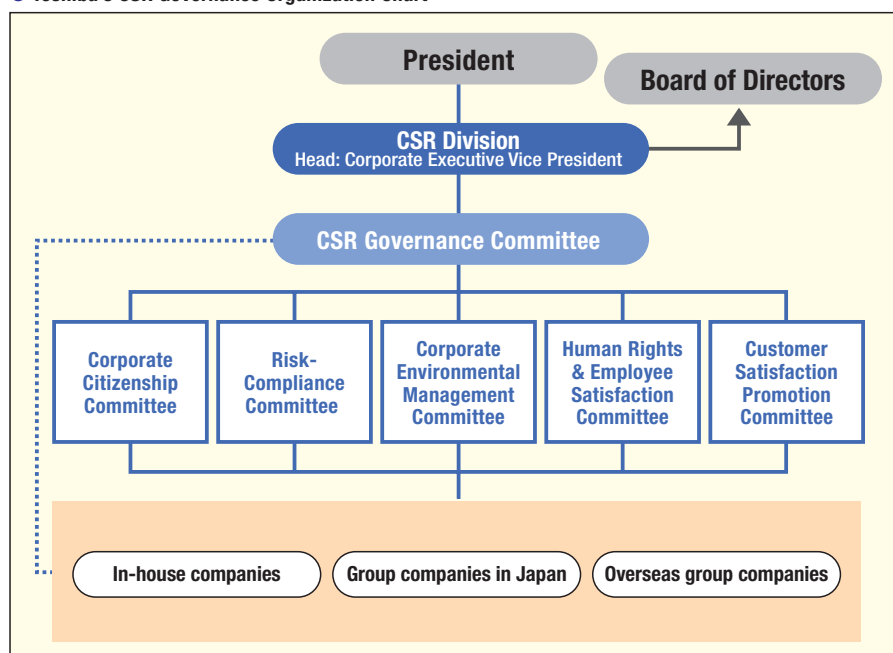 President
Board of Directors
CSR Division
Head: Corporate Executive Vice President
CSR Governance Committee
Corporate
Citizenship
Committee
Risk-
Compliance
Committee
Corporate
Environmental
Management
Committee
Human Rights
& Employee
Satisfaction
Committee
Customer
Satisfaction
Promotion
Committee
In-house companies
Group companies in Japan
Overseas group companies